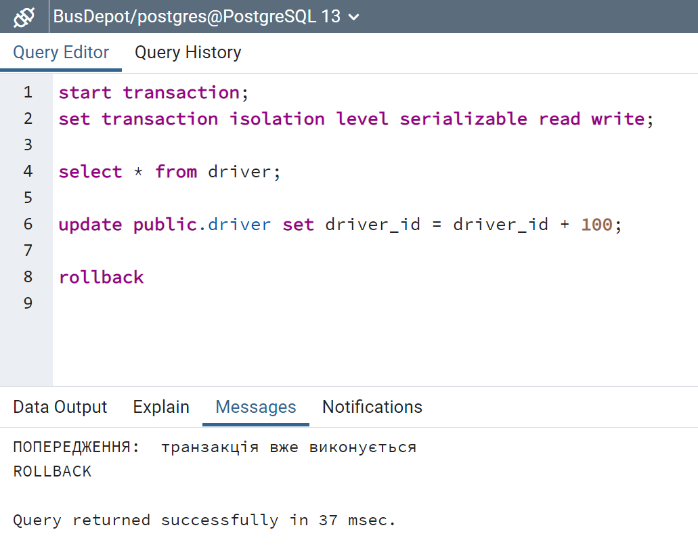 BusDepot/postgres@PostgreSQL 13
Query Editor Query History
1 start transaction;
2 set transaction isolation level serializable read write;
3
4 select * from driver;
5
6 update public.driver set driver_id = driver_id + 100;
7
8 rollback
9
Data Output Explain Messages Notifications
ПОПЕРЕДЖЕННЯ:  транзакція вже виконується
ROLLBACK
Query returned successfully in 37 msec.